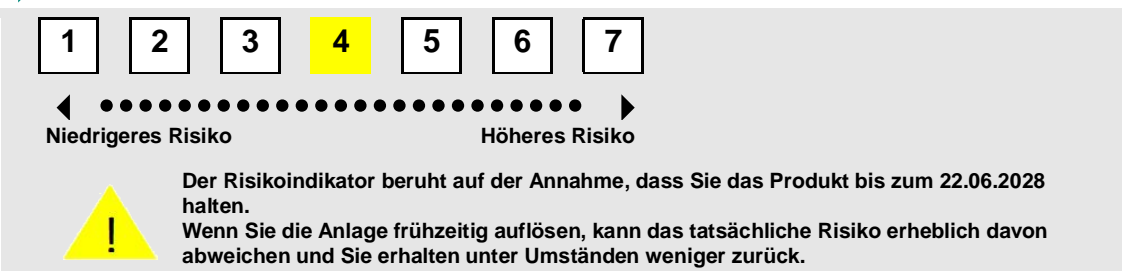 1 2 3 4 5 6 7
Niedrigeres Risiko Höheres Risiko
Der Risikoindikator beruht auf der Annahme, dass Sie das Produkt bis zum 22.06.2028
halten.
! Wenn Sie die Anlage frühzeitig auflösen, kann das tatsächliche Risiko erheblich davon
abweichen und Sie erhalten unter Umständen weniger zurück.